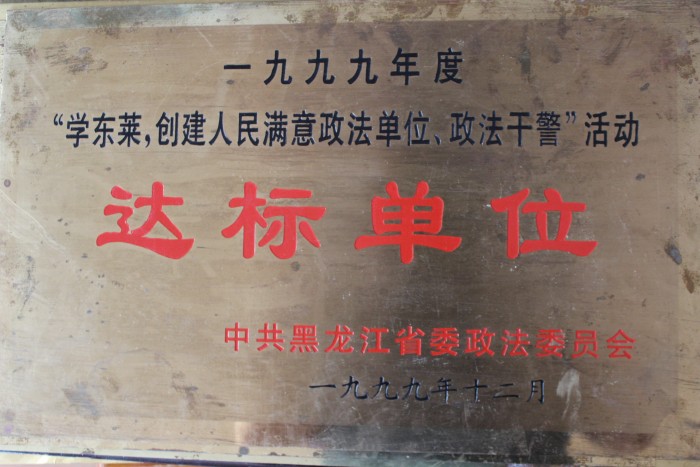 一九九九年度
“学东莱,创建人民满意政法单位、政法干警”活动
达标单位
中共黑龙江省委政法委员会
一九九九年十二月